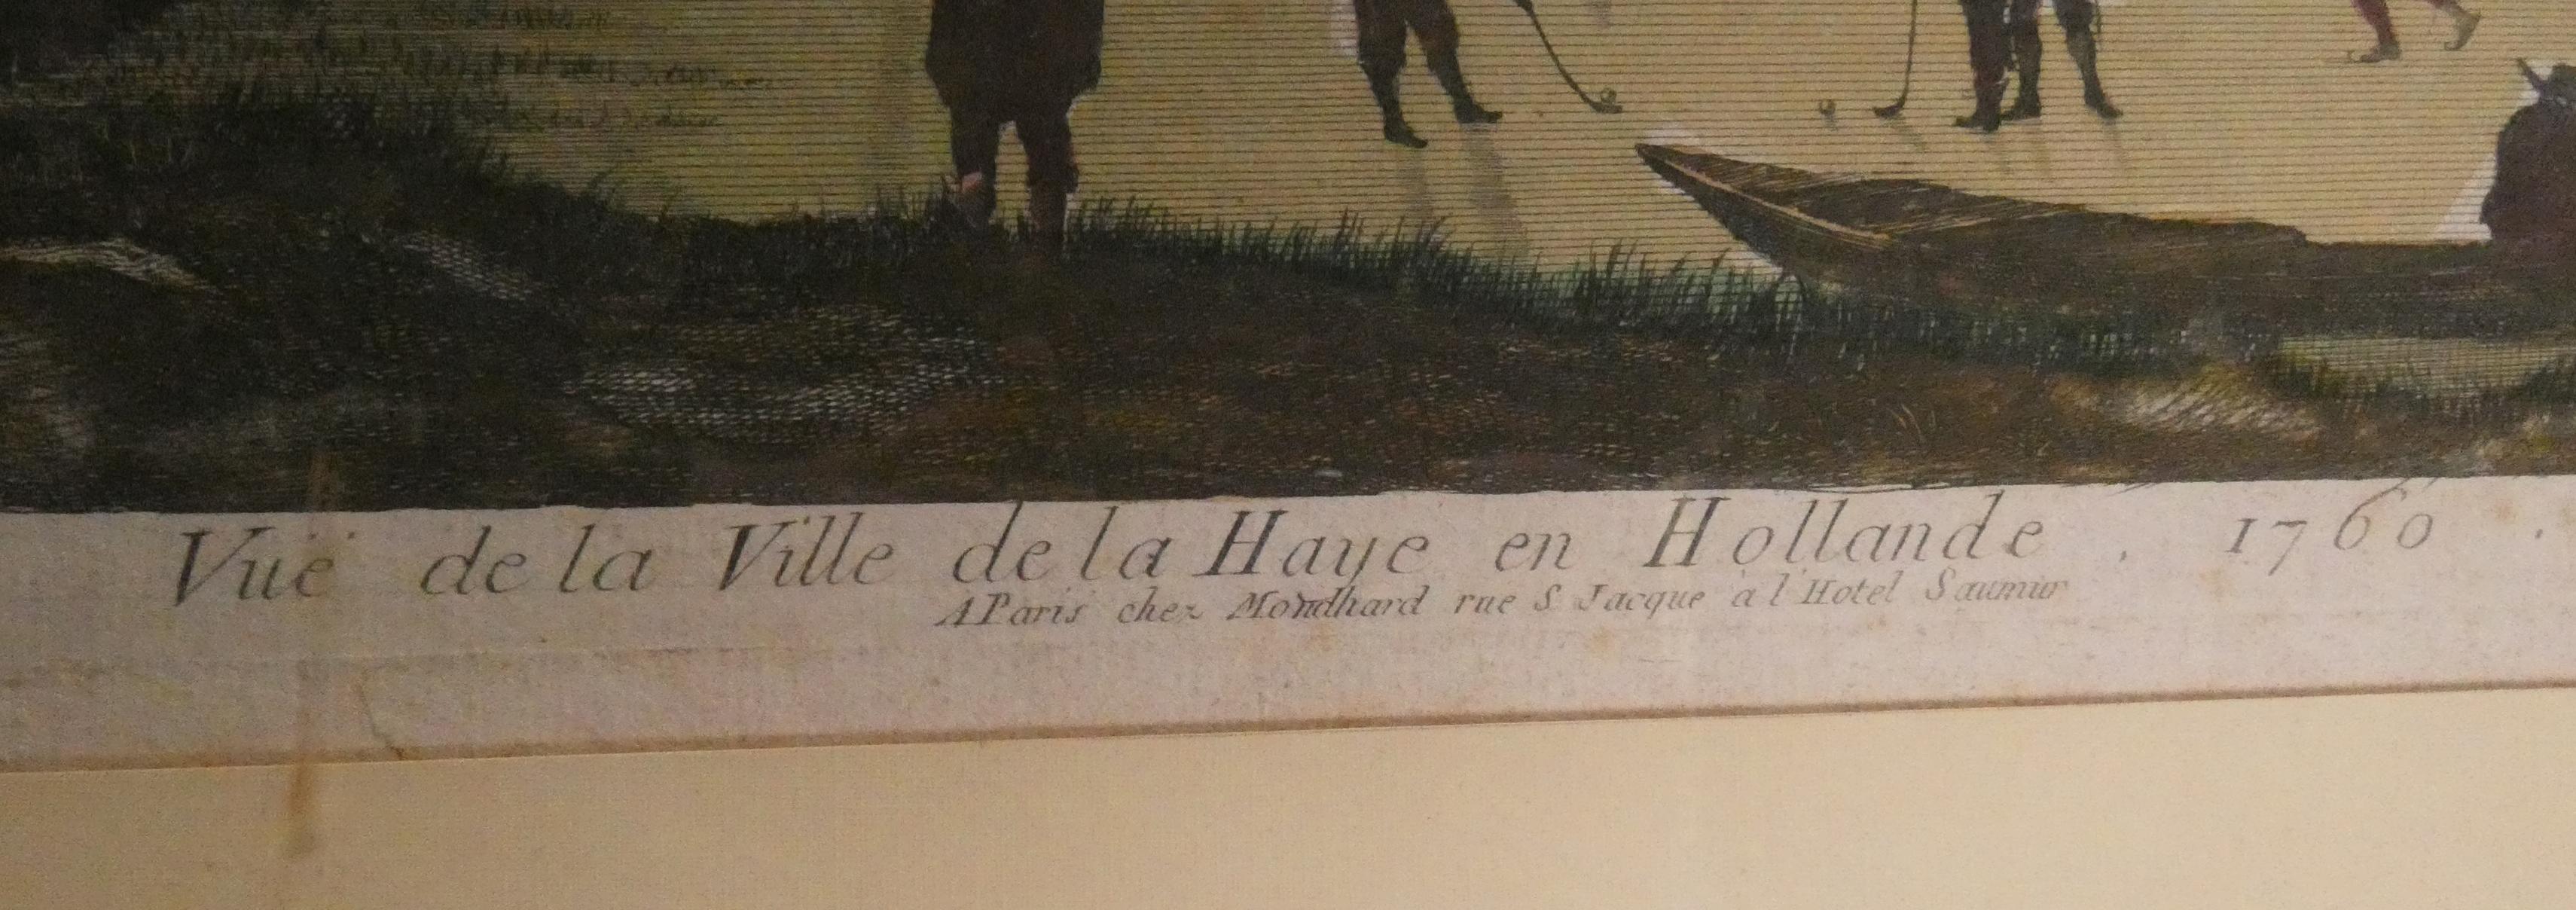 Vuë de la Ville de la Haye en Hollande . 1760 .
A Paris chez Mondhard rue S. Jacque à l'Hotel Saumur